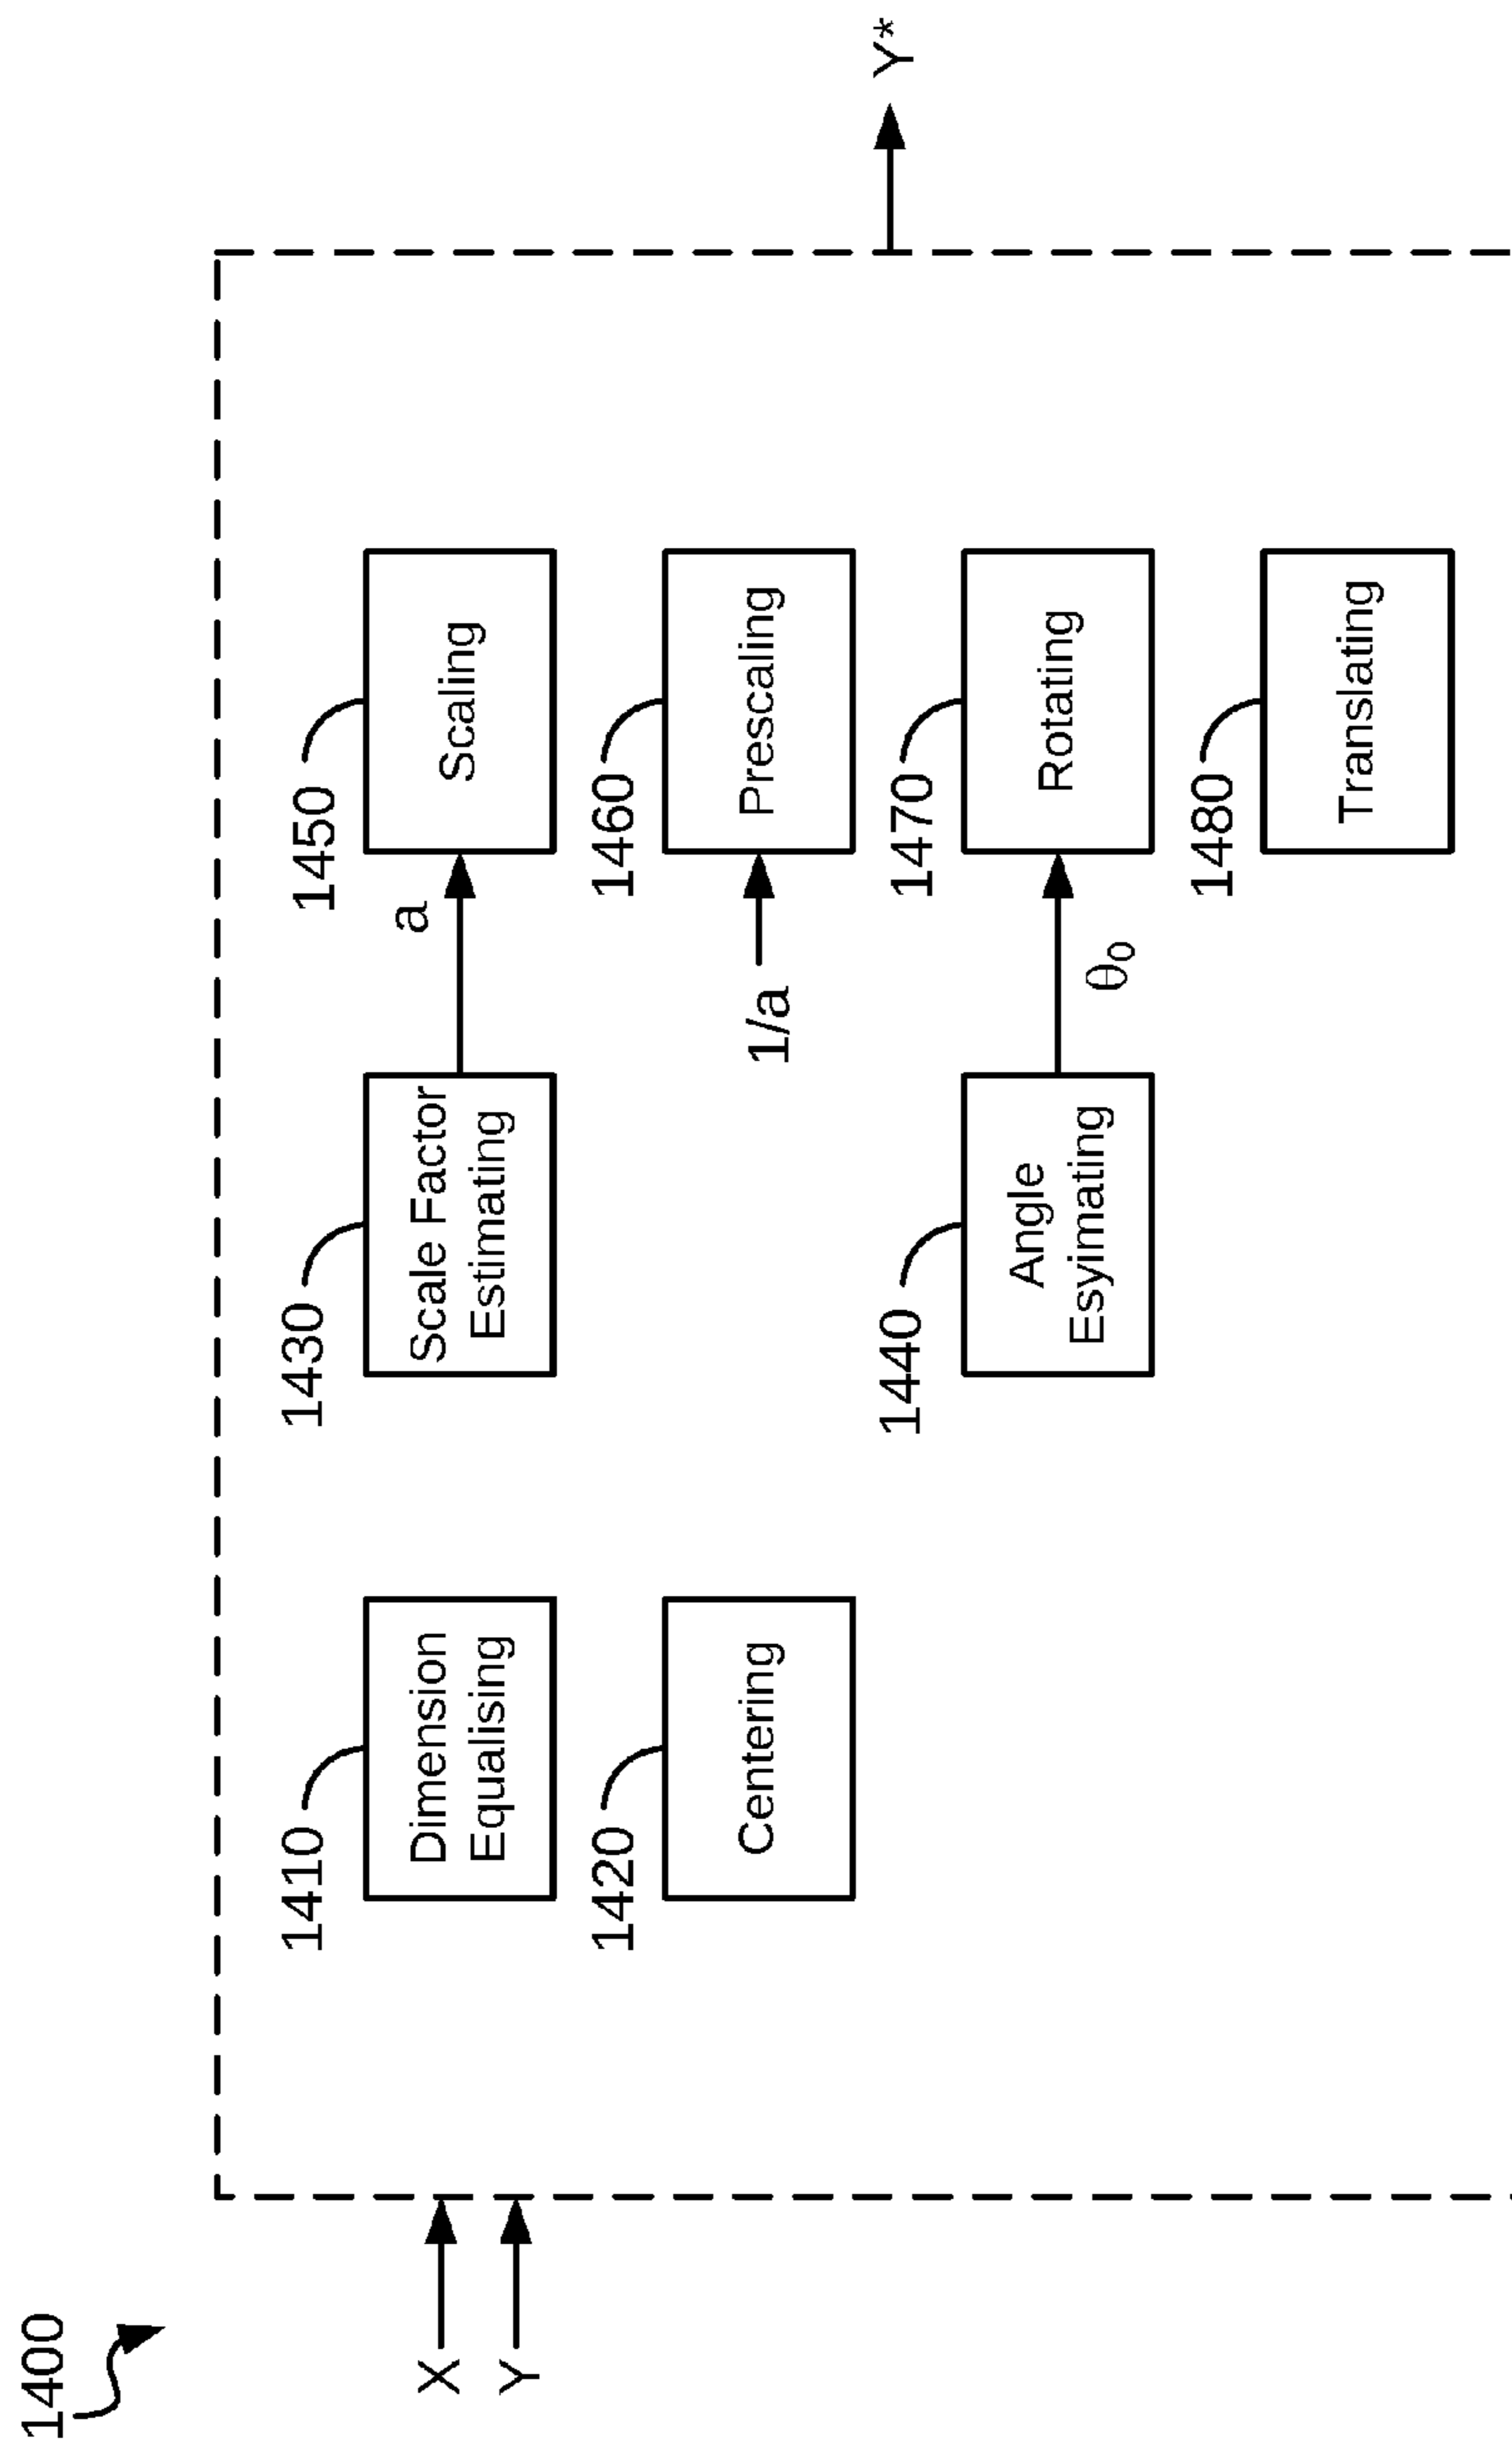 1400
X
Y
1410
Dimension
Equalising
1420
Centering
1430
Scale Factor
Estimating
a
1450
Scaling
1/a
1460
Prescaling
1440
Angle
Esyimating
θ0
1470
Rotating
1480
Translating
Y*